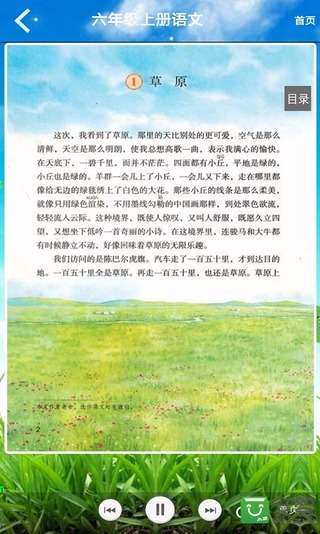 六年级上册语文
首页
1 草 原
目录
这次，我看到了草原。那里的天比别处的更可爱，空气是那么
清鲜，天空是那么明朗，使我总想高歌一曲，表示我满心的愉快。
在天底下，一碧千里，而并不茫茫。四面都有小丘，平地是绿的，
小丘也是绿的。羊群一会儿上了小丘，一会儿又下来，走在哪里都
像给无边的绿毯绣上了白色的大花。那些小丘的线条是那么柔美，
就像只用绿色渲染，不用墨线勾勒的中国画那样，到处翠色欲流，
轻轻流入云际。这种境界，既使人惊叹，又叫人舒服，既愿久立四
望，又想坐下低吟一首奇丽的小诗。在这境界里，连骏马和大牛都
有时候静立不动，好像回味着草原的无限乐趣。
我们访问的是陈巴尔虎旗。汽车走了一百五十里，才到达目的
地。一百五十里全是草原。再走一百五十里，也还是草原。草原上
2